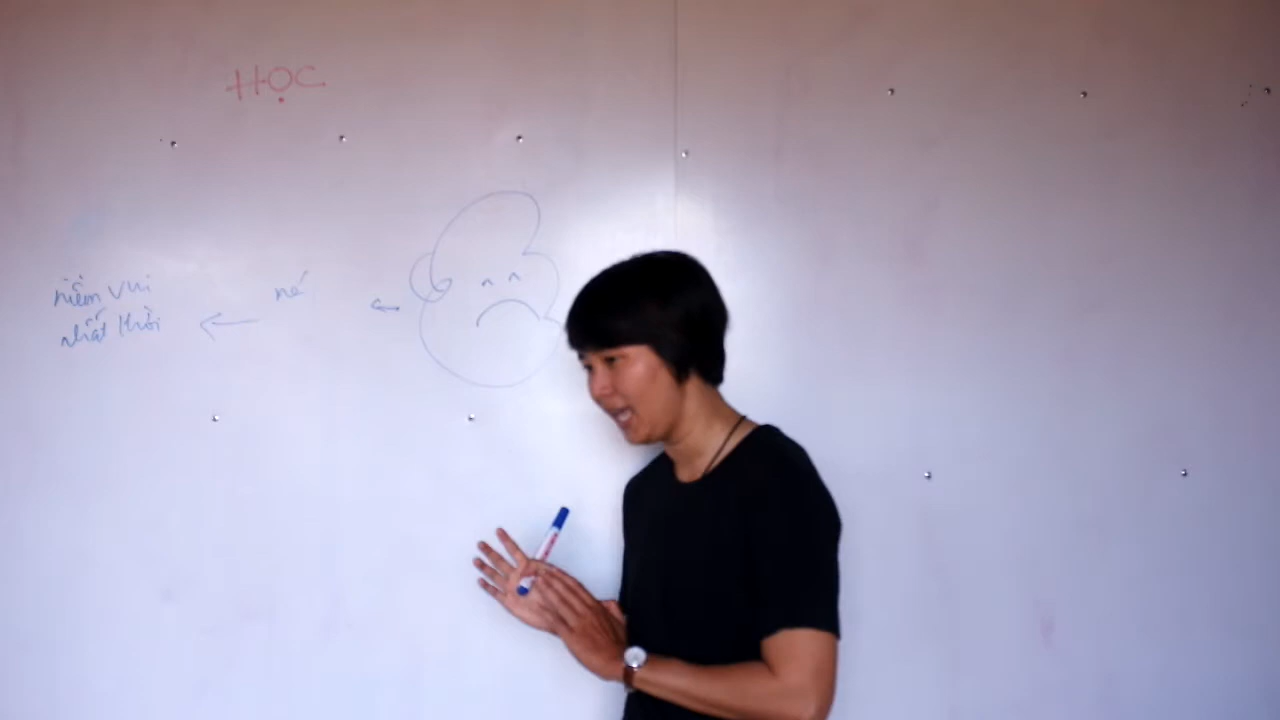 HỌC
niềm vui
nhất thời
né